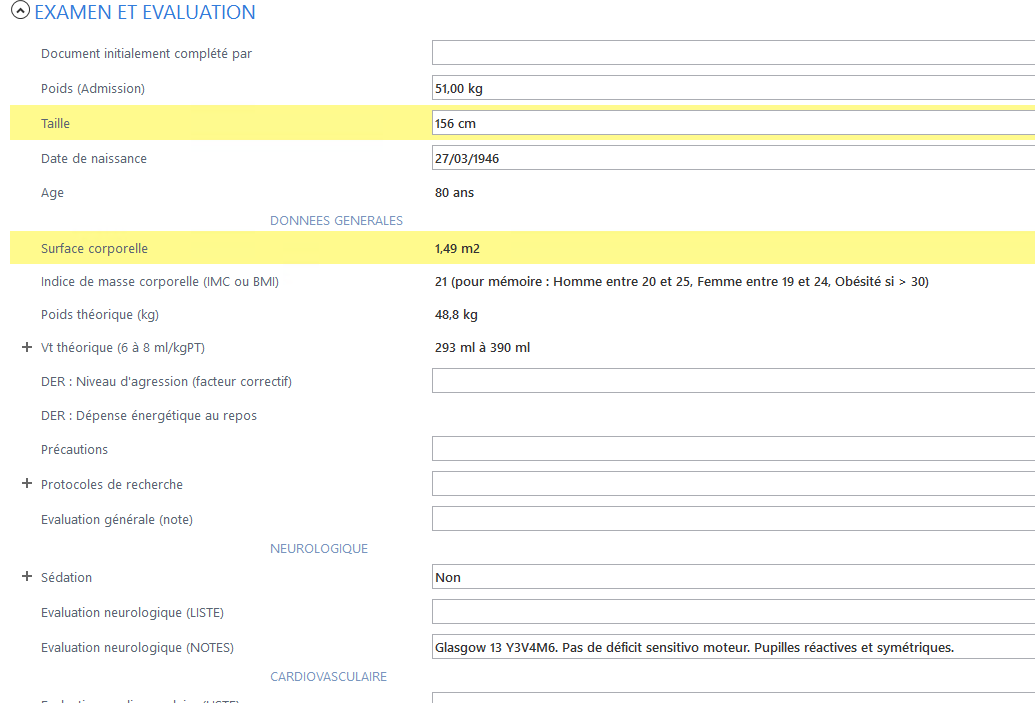 EXAMEN ET EVALUATION
Document initialement complété par
Poids (Admission) 51,00 kg
Taille 156 cm
Date de naissance 27/03/1946
Age 80 ans
DONNEES GENERALES
Surface corporelle 1,49 m2
Indice de masse corporelle (IMC ou BMI) 21 (pour mémoire : Homme entre 20 et 25, Femme entre 19 et 24, Obésité si > 30)
Poids théorique (kg) 48,8 kg
+ Vt théorique (6 à 8 ml/kgPT) 293 ml à 390 ml
DER : Niveau d'agression (facteur correctif)
DER : Dépense énergétique au repos
Précautions
+ Protocoles de recherche
Evaluation générale (note)
NEUROLOGIQUE
+ Sédation Non
Evaluation neurologique (LISTE)
Evaluation neurologique (NOTES) Glasgow 13 Y3V4M6. Pas de déficit sensitivo moteur. Pupilles réactives et symétriques.
CARDIOVASCULAIRE